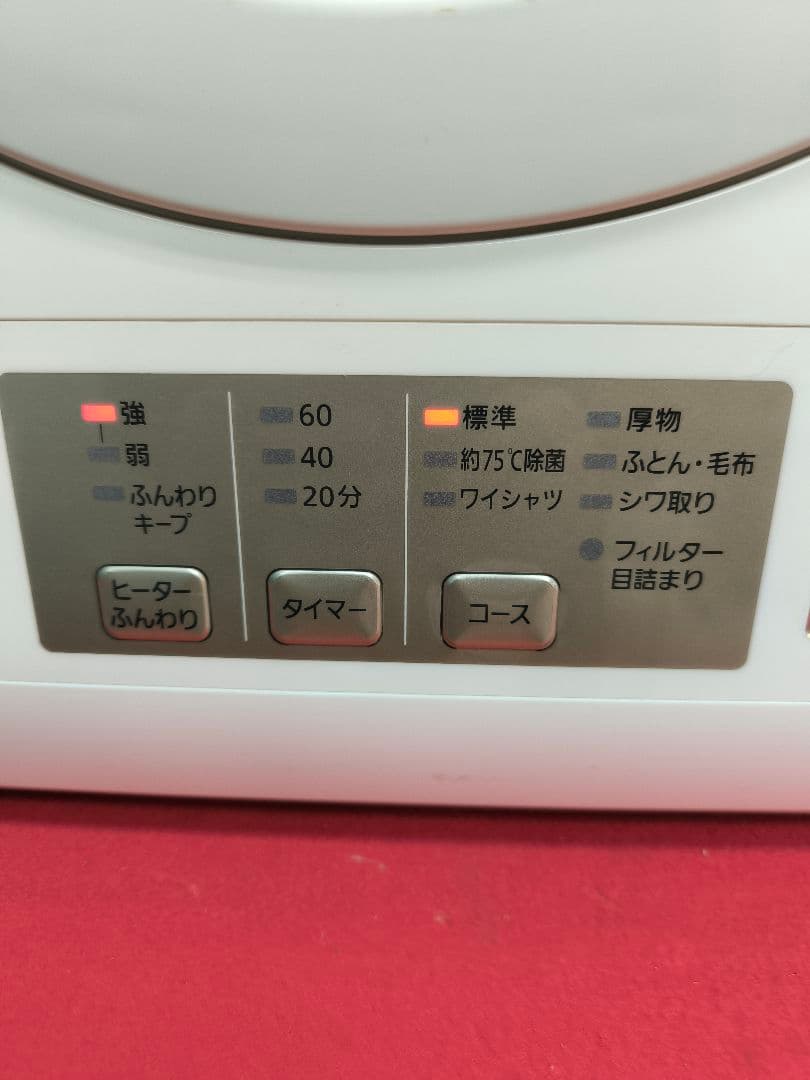 強
弱
ふんわり
キープ
ヒーター
ふんわり
60
40
20分
タイマー
標準
約75℃除菌
ワイシャツ
コース
厚物
ふとん・毛布
シワ取り
フィルター
目詰まり